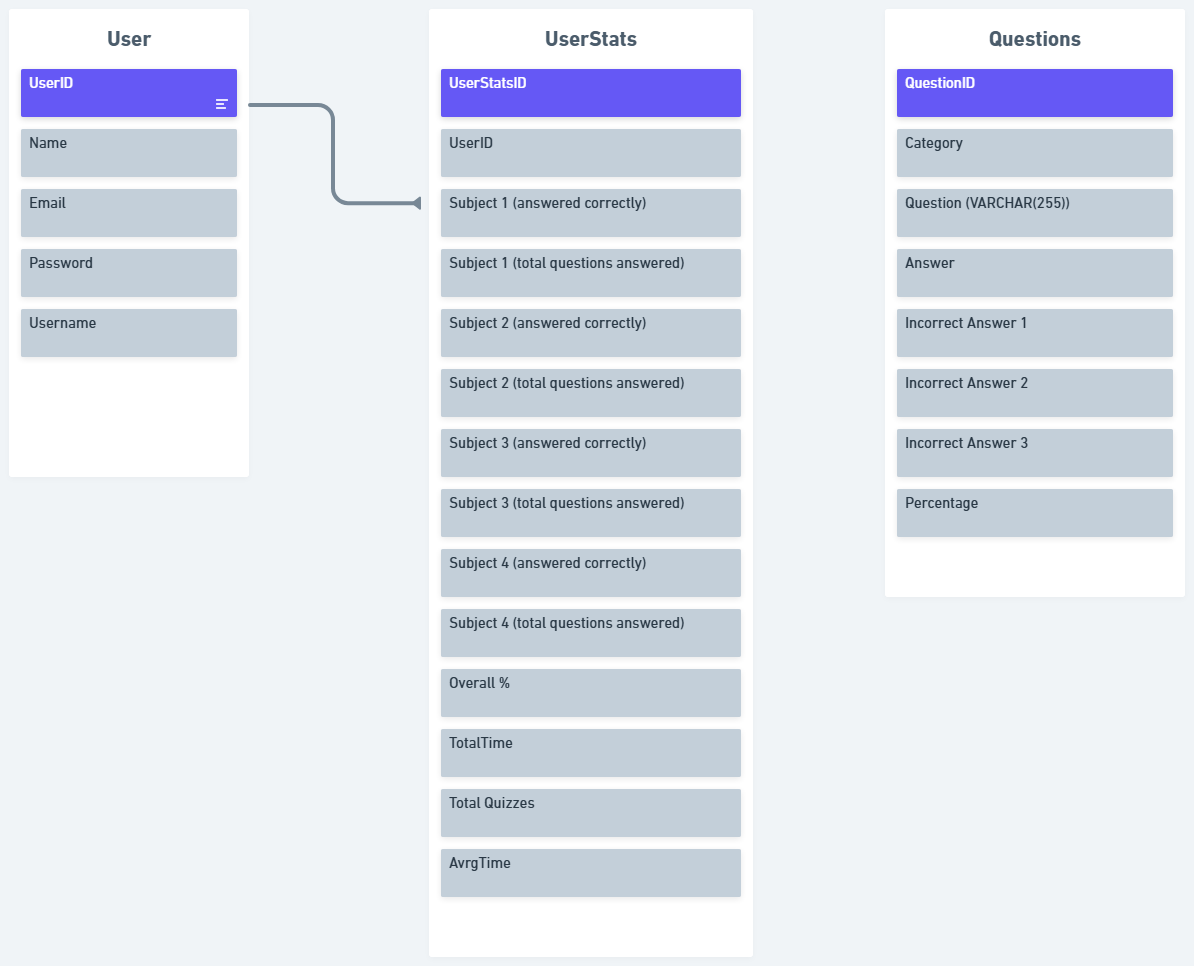 User
UserID
Name
Email
Password
Username
UserStats
UserStatsID
UserID
Subject 1 (answered correctly)
Subject 1 (total questions answered)
Subject 2 (answered correctly)
Subject 2 (total questions answered)
Subject 3 (answered correctly)
Subject 3 (total questions answered)
Subject 4 (answered correctly)
Subject 4 (total questions answered)
Overall %
TotalTime
Total Quizzes
AvrgTime
Questions
QuestionID
Category
Question (VARCHAR(255))
Answer
Incorrect Answer 1
Incorrect Answer 2
Incorrect Answer 3
Percentage